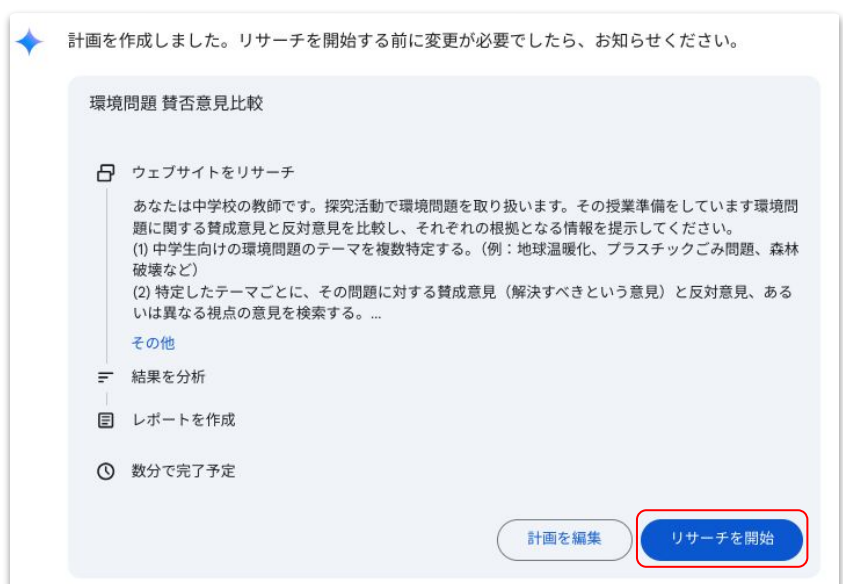 計画を作成しました。リサーチを開始する前に変更が必要でしたら、お知らせください。
環境問題 賛否意見比較
ウェブサイトをリサーチ
あなたは中学校の教師です。探究活動で環境問題を取り扱います。その授業準備をしています環境問
題に関する賛成意見と反対意見を比較し、それぞれの根拠となる情報を提示してください。
(1) 中学生向けの環境問題のテーマを複数特定する。（例：地球温暖化、プラスチックごみ問題、森林
破壊など）
(2) 特定したテーマごとに、その問題に対する賛成意見（解決すべきという意見）と反対意見、ある
いは異なる視点の意見を検索する。...
その他
結果を分析
レポートを作成
数分で完了予定
計画を編集
リサーチを開始